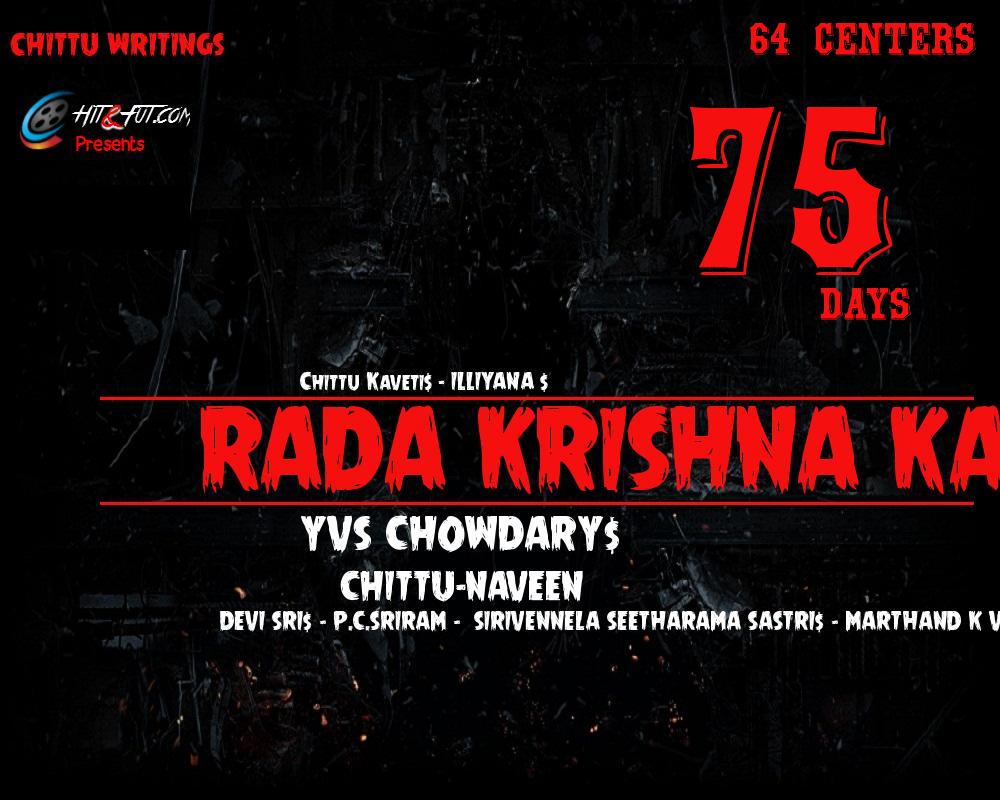 CHITTU WRITINGS
64 CENTERS
HIT&FUT.COM
Presents
75
DAYS
CHITTU KAVETI$ - ILLIYANA $
RADA KRISHNA KA
YVS CHOWDARY$
CHITTU-NAVEEN
DEVI SRI$ - P.C.SRIRAM - SIRIVENNELA SEETHARAMA SASTRI$ - MARTHAND K V